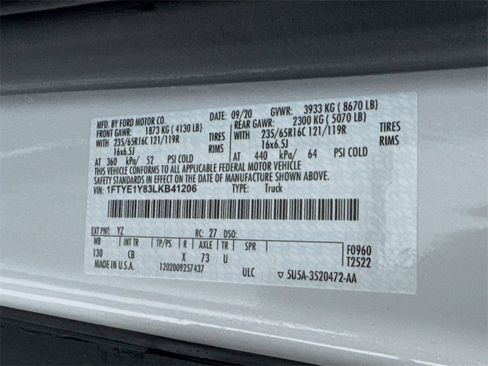 MFD. BY FORD MOTOR CO. DATE: 09/20 GVWR: 3933 KG ( 8670 LB)
FRONT GAWR: 1873 KG ( 4130 LB) REAR GAWR: 2300 KG ( 5070 LB)
235/65R16C 121/119R TIRES 235/65R16C 121/119R TIRES
16x6.5J RIMS 16x6.5J RIMS
AT 360 kPa/ 52 PSI COLD AT 440 kPa/ 64 PSI COLD
THIS VEHICLE CONFORMS TO ALL APPLICABLE FEDERAL MOTOR VEHICLE
SAFETY STANDARDS IN EFFECT ON THE DATE OF MANUFACTURE SHOWN ABOVE.
VIN: 1FTYE1Y83LKB41206 TYPE: Truck
EXT PNT: YZ RC: 27 DSO: F0960
WB INT TR TP/PS R AXLE TR SPR T2522
130 CB X 73 U
MADE IN U.S.A. 1202009257437 ULC 5U5A-3520472-AA